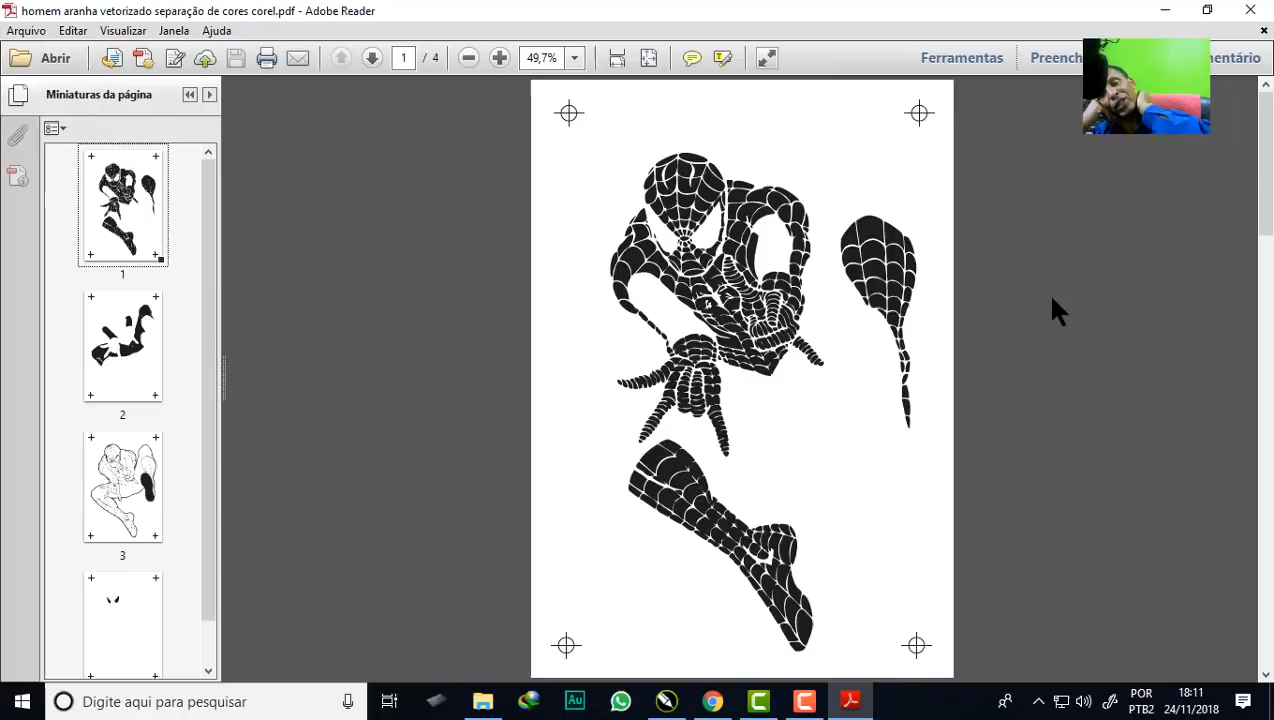 homem aranha vetorizado separação de cores corel.pdf - Adobe Reader
Arquivo Editar Visualizar Janela Ajuda
Abrir 1 / 4 49,7% Ferramentas Preench mentário
Miniaturas da página
1
2
3
Digite aqui para pesquisar
Au
POR
PTB2
18:11
24/11/2018